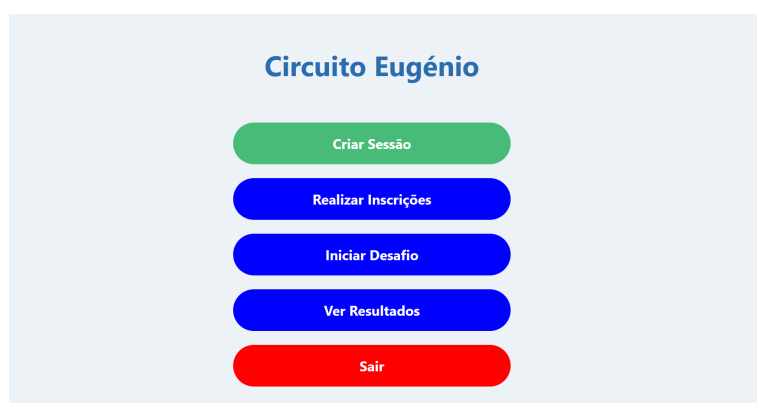 Circuito Eugénio
Criar Sessão
Realizar Inscrições
Iniciar Desafio
Ver Resultados
Sair